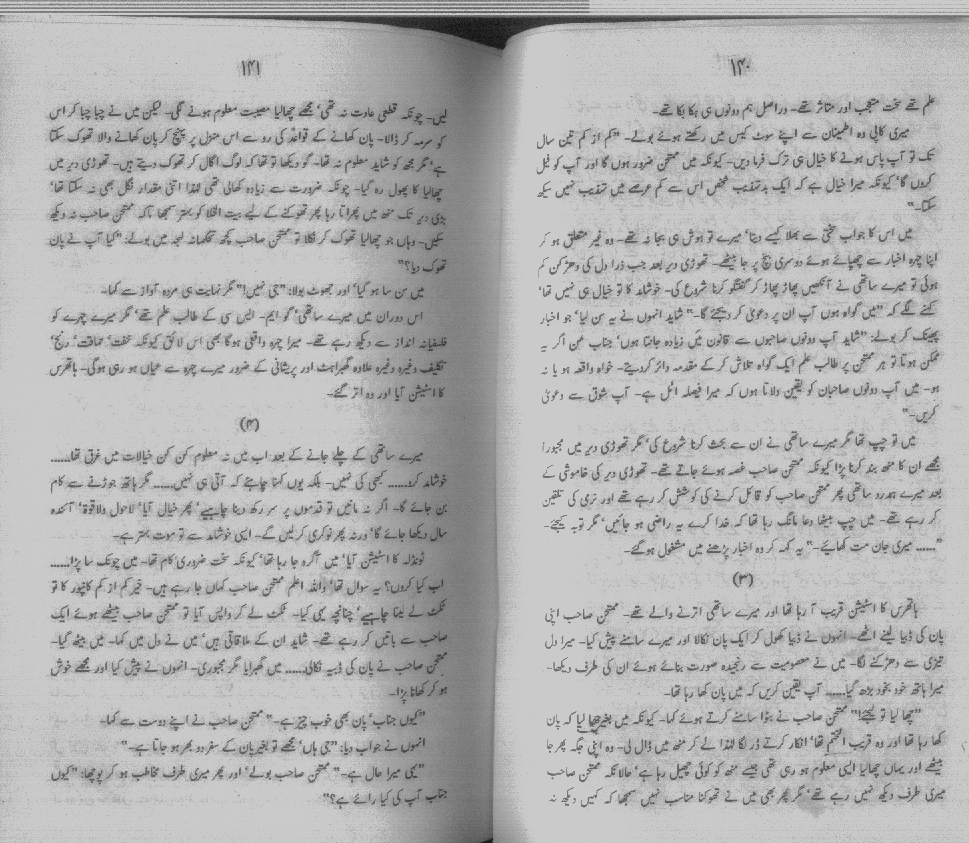 ۱۴۰
علم تھے سخت متعجب اور متاثر تھے۔ دراصل ہم دونوں ہی ہکا بکا تھے۔
میری کاپی وہ اطمینان سے اپنے سوٹ کیس میں رکھتے ہوئے بولے۔ "کم از کم تین سال
تک تو آپ پاس ہونے کا خیال ہی ترک فرما دیں۔ کیونکہ میں ممتحن ضرور ہوں گا اور آپ کو فیل
کروں گا' کیونکہ میرا خیال ہے کہ ایک بدتہذیب شخص اس سے کم عرصے میں تہذیب نہیں سیکھ
سکتا۔"
میں اس کا جواب سختی سے بھلا کیسے دیتا' میرے تو ہوش ہی بجا نہ تھے۔ وہ غیر متعلق ہو کر
اپنا چہرہ اخبار سے چھپائے ہوئے دوسری بنچ پر جا بیٹھے۔ تھوڑی دیر بعد جب ذرا دل کی دھڑکن کم
ہوئی تو میرے ساتھی نے آنکھیں پھاڑ پھاڑ کر گفتگو کرنا شروع کی۔ خوشامد کا تو خیال ہی نہیں تھا'
کہنے لگے کہ "میں گواہ ہوں آپ ان پر دعویٰ کر دیجئے گا۔" شاید انہوں نے یہ سن لیا' جو اخبار
پھینک کر بولے: "شاید آپ دونوں صاحبوں سے قانون میں زیادہ جانتا ہوں' جناب من اگر یہ
ممکن ہوتا تو ہر ممتحن پر طالب علم ایک گواہ تلاش کر کے مقدمہ دائر کر دیتے۔ خواہ واقعہ ہو یا نہ
ہو۔ میں آپ دونوں صاحبان کو یقین دلاتا ہوں کہ میرا فیصلہ اٹل ہے۔ آپ شوق سے دعویٰ
کریں۔"
میں تو چپ تھا مگر میرے ساتھی نے ان سے بحث کرنا شروع کی' مگر تھوڑی دیر میں مجبوراً
مجھے ان کا منھ بند کرنا پڑا کیونکہ ممتحن صاحب غصہ ہوئے جاتے تھے۔ تھوڑی دیر کی خاموشی کے
بعد میرے ہمدرد ساتھی پھر ممتحن صاحب کو قائل کرنے کی کوشش کر رہے تھے اور نرمی کی تلقین
کر رہے تھے۔ میں چپ بیٹھا دعا مانگ رہا تھا کہ خدا کرے یہ راضی ہو جائیں' مگر توبہ کیجئے۔
"...... میری جان مت کھائیے۔" یہ کہہ کر وہ اخبار پڑھنے میں مشغول ہو گئے۔
(۳)
ہاتھرس کا اسٹیشن قریب آ رہا تھا اور میرے ساتھی اترنے والے تھے۔ ممتحن صاحب اپنی
پان کی ڈبیا لینے اٹھے۔ انہوں نے ڈبیا کھول کر ایک پان نکالا اور میرے سامنے پیش کیا۔ میرا دل
تیزی سے دھڑکنے لگا۔ میں نے معصومیت سے رنجیدہ صورت بنائے ہوئے ان کی طرف دیکھا۔
میرا ہاتھ خود بخود بڑھ گیا...... آپ یقین کریں کہ میں پان کھا رہا تھا۔
"چھالیا تو لیجئے!" ممتحن صاحب نے بٹوا سامنے کرتے ہوئے کہا۔ کیونکہ میں بغیر چھالیا کہ پان
کھا رہا تھا اور وہ قریب الختم تھا' انکار کرتے ڈر لگا لہٰذا لے کر منھ میں ڈال لی۔ وہ اپنی جگہ پر جا
بیٹھے اور یہاں چھالیا ایسی معلوم ہو رہی تھی جیسے منھ کو کوئی چھیل رہا ہے' حالانکہ ممتحن صاحب
میری طرف دیکھ نہیں رہے تھے' مگر پھر بھی میں نے تھوکنا مناسب نہیں سمجھا کہ کہیں دیکھ نہ
۱۴۱
لیں۔ چونکہ قطعی عادت نہ تھی' مجھے چھالیا مصیبت معلوم ہونے لگی۔ لیکن میں نے چبا چبا کر اس
کو سرمہ کر ڈالا۔ پان کھانے کے قواعد کی رو سے اس منزل پر پہنچ کر پان کھانے والا تھوک سکتا
ہے' مگر مجھ کو شاید معلوم نہ تھا۔ گو دیکھا تو تھا کہ لوگ اگال کر تھوک دیتے ہیں۔ تھوڑی دیر میں
چھالیا کا پھول رہ گیا۔ چونکہ ضرورت سے زیادہ کھالی تھی لہٰذا اتنی مقدار نگل بھی نہ سکتا تھا'
بڑی دیر تک منھ میں پھراتا رہا پھر تھوکنے کے لیے بیت الخلا کو بہتر سمجھا تاکہ ممتحن صاحب نہ دیکھ
سکیں۔ وہاں جو چھالیا تھوک کر نکلا تو ممتحن صاحب کچھ تحکمانہ لہجہ میں بولے: "کیا آپ نے پان
تھوک دیا؟"
میں سن سا ہو گیا' اور جھوٹ بولا: "جی نہیں!" مگر نہایت ہی مردہ آواز سے کہا۔
اس دوران میں میرے ساتھی' گو ایم۔ ایس سی کے طالب علم تھے' مگر میرے چہرے کو
فلسفیانہ انداز سے دیکھ رہے تھے۔ میرا چہرہ واقعی ہوگا بھی اس لائق کیونکہ خفت' حماقت' رنج'
تکلیف وغیرہ وغیرہ علاوہ گھبراہٹ اور پریشانی کے ضرور میرے چہرہ سے عیاں ہو رہی ہوگی۔ ہاتھرس
کا اسٹیشن آیا اور وہ اتر گئے۔
(۴)
میرے ساتھی کے چلے جانے کے بعد اب میں نہ معلوم کن کن خیالات میں غرق تھا......
خوشامد کرو...... کبھی کی نہیں۔ بلکہ یوں کہنا چاہئے کہ آتی ہی نہیں...... مگر ہاتھ جوڑنے سے کام
بن جائے گا۔ اگر نہ مانیں تو قدموں پر سر رکھ دینا چاہیے' پھر خیال آیا' لاحول ولاقوۃ' آئندہ
سال دیکھا جائے گا' ورنہ پھر نوکری کر لیں گے۔ ایسی خوشامد سے تو موت بہتر ہے۔
ٹونڈلہ کا اسٹیشن آیا' میں آگرہ جا رہا تھا' کیونکہ سخت ضروری کام تھا۔ میں چونک سا پڑا......
اب کیا کروں؟ یہ سوال تھا' واللہ اعلم ممتحن صاحب کہاں جا رہے ہیں۔ خیر کم از کم کانپور کا تو
ٹکٹ لے لینا چاہیے' چنانچہ یہی کیا۔ ٹکٹ لے کر واپس آیا تو ممتحن صاحب بیٹھے ہوئے ایک
صاحب سے باتیں کر رہے تھے۔ شاید ان کے ملاقاتی ہیں' میں نے دل میں کہا۔ میں بیٹھ گیا۔
ممتحن صاحب نے پان کی ڈبیہ نکالی...... میں گھبرایا مگر مجبوری۔ انہوں نے پیش کیا اور مجھے خوش
ہو کر کھانا پڑا۔
"کیوں جناب' پان بھی خوب چیز ہے۔" ممتحن صاحب نے اپنے دوست سے کہا۔
انہوں نے جواب دیا: "جی ہاں' مجھے تو بغیر پان کے سفر دوبھر ہو جاتا ہے۔"
"یہی میرا حال ہے۔" ممتحن صاحب بولے' اور پھر میری طرف مخاطب ہو کر پوچھا: "کیوں
جناب آپ کی کیا رائے ہے؟"